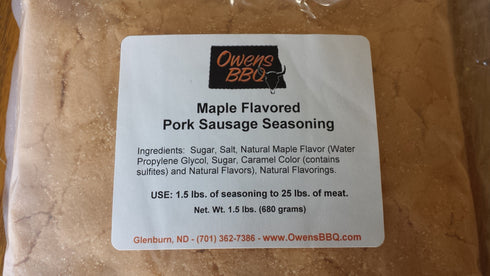 Owens
BBQ
Maple Flavored
Pork Sausage Seasoning
Ingredients: Sugar, Salt, Natural Maple Flavor (Water
Propylene Glycol, Sugar, Caramel Color (contains
sulfites) and Natural Flavors), Natural Flavorings.
USE: 1.5 lbs. of seasoning to 25 lbs. of meat.
Net. Wt. 1.5 lbs. (680 grams)
Glenburn, ND - (701) 362-7386 - www.OwensBBQ.com